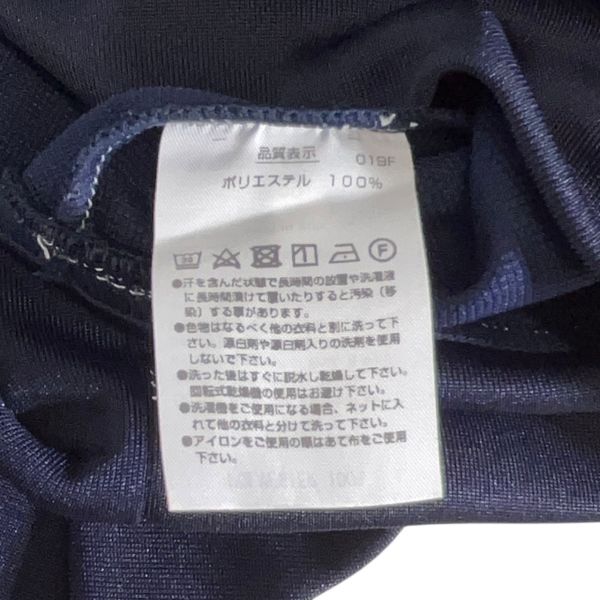 品質表示 019F
ポリエステル 100%
●汗を含んだ状態で長時間の放置や洗濯液
に長時間漬けて置いたりすると汚染(移
染)する事があります。
●色物はなるべく他の衣料と別に洗って下
さい。漂白剤や漂白剤入りの洗剤を使用
しないで下さい。
●洗った後はすぐに脱水し乾燥して下さい。
回転式乾燥機の使用はお避け下さい。
●洗濯機をご使用になる場合、ネットに入
れて他の衣料と分けて洗って下さい。
●アイロンをご使用の際はあて布をご使用
下さい。